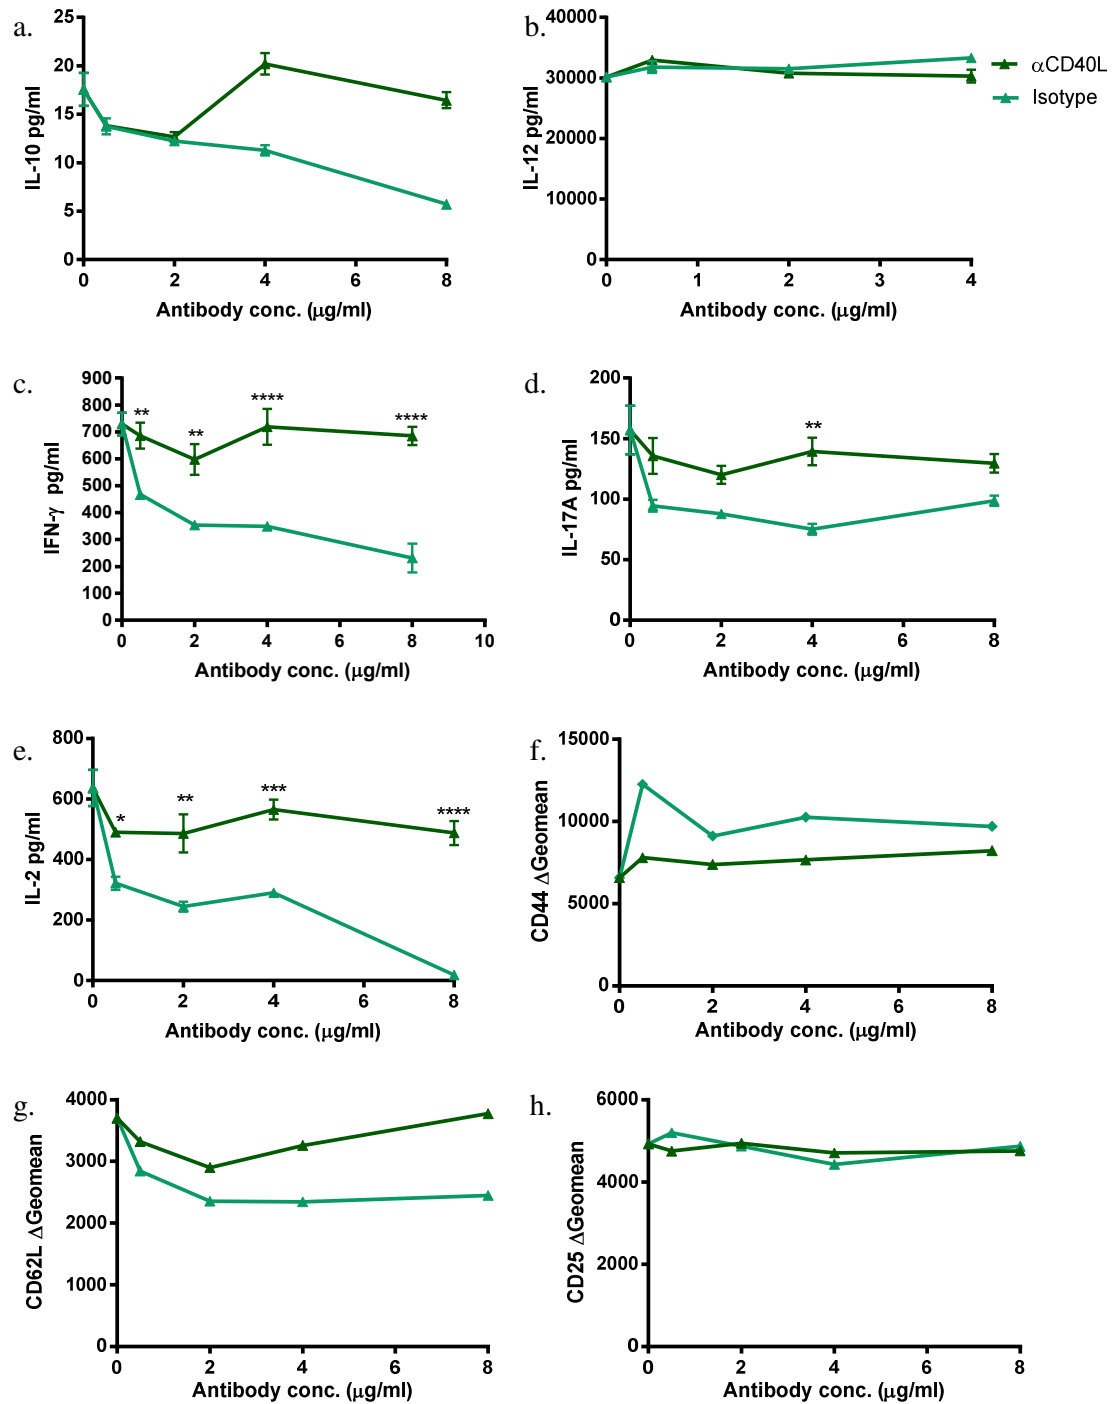 a.
25
20
15
10
5
0
IL-10 pg/ml
0 2 4 6 8
Antibody conc. (μg/ml)
b.
40000
30000
20000
10000
0
IL-12 pg/ml
0 1 2 3 4
Antibody conc. (μg/ml)
αCD40L
Isotype
c.
900
800
700
600
500
400
300
200
100
0
IFN-γ pg/ml
** ** **** ****
0 2 4 6 8 10
Antibody conc. (μg/ml)
d.
200
150
100
50
0
IL-17A pg/ml
**
0 2 4 6 8
Antibody conc. (μg/ml)
e.
800
600
400
200
0
IL-2 pg/ml
* ** *** ****
0 2 4 6 8
Antibody conc. (μg/ml)
f.
15000
10000
5000
0
CD44 ΔGeomean
0 2 4 6 8
Antibody conc. (μg/ml)
g.
4000
3000
2000
1000
0
CD62L ΔGeomean
0 2 4 6 8
Antibody conc. (μg/ml)
h.
6000
4000
2000
0
CD25 ΔGeomean
0 2 4 6 8
Antibody conc. (μg/ml)